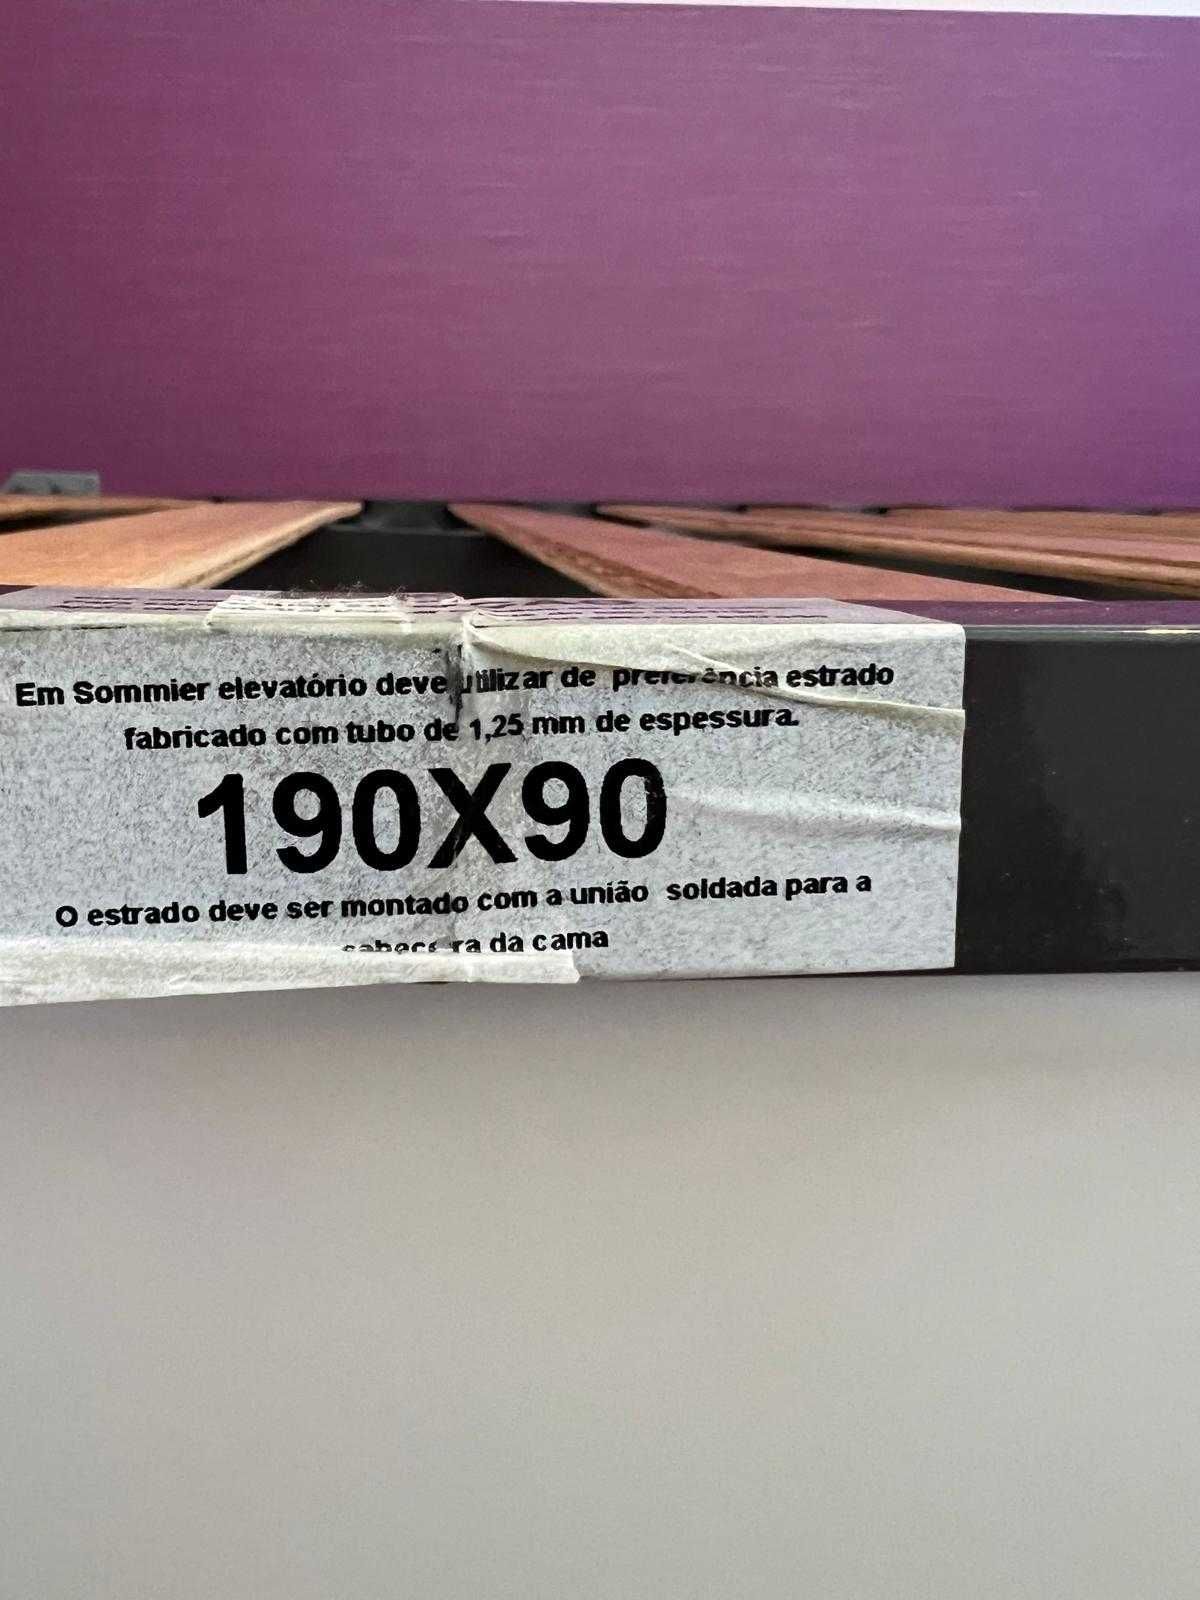 Em Sommier elevatório deve utilizar de preferência estrado
fabricado com tubo de 1,25 mm de espessura.
190X90
O estrado deve ser montado com a união soldada para a
da cama